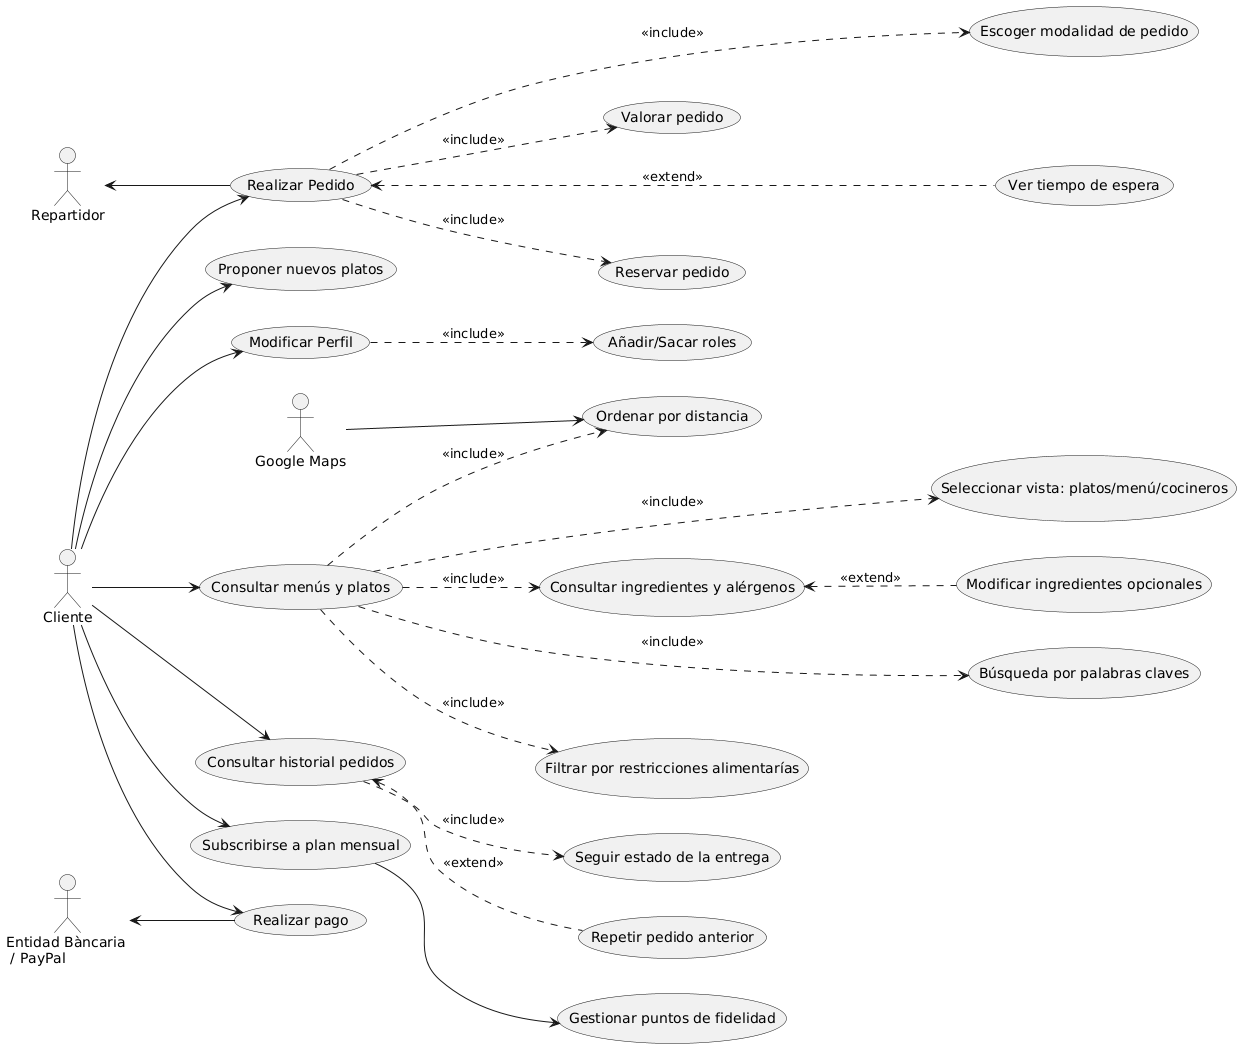 Escoger modalidad de pedido
«include»
Valorar pedido
«include»
Repartidor
Realizar Pedido
«extend»
Ver tiempo de espera
«include»
Reservar pedido
Proponer nuevos platos
Modificar Perfil
«include»
Añadir/Sacar roles
Google Maps
Ordenar por distancia
«include»
Seleccionar vista: platos/menú/cocineros
«include»
Cliente
Consultar menús y platos
«include»
Consultar ingredientes y alérgenos
«extend»
Modificar ingredientes opcionales
«include»
Búsqueda por palabras claves
«include»
Filtrar por restricciones alimentarías
Consultar historial pedidos
«include»
Seguir estado de la entrega
Subscribirse a plan mensual
«extend»
Repetir pedido anterior
Entidad Bàncaria
/ PayPal
Realizar pago
Gestionar puntos de fidelidad